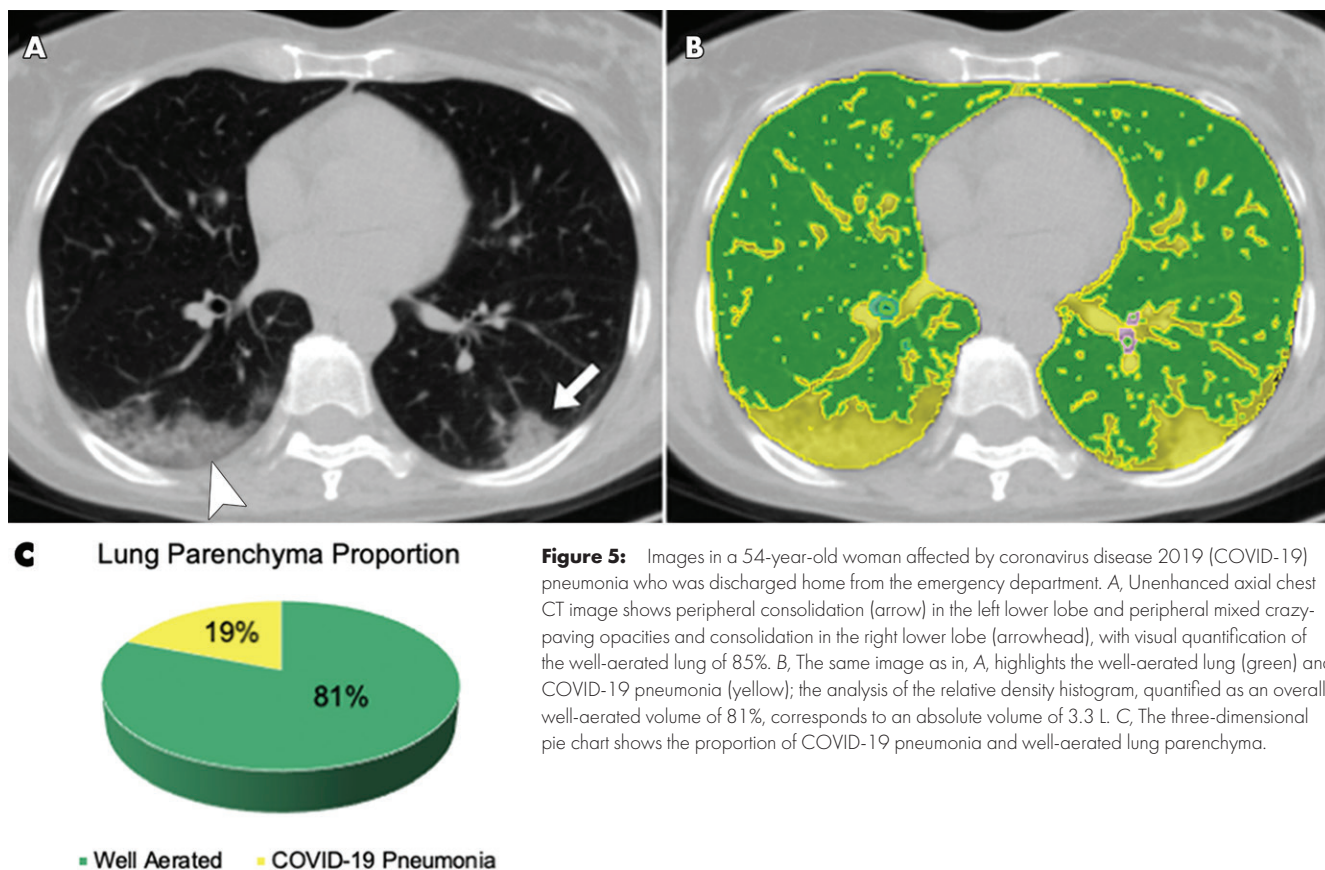 A
B
C
Lung Parenchyma Proportion
19%
81%
Well Aerated
COVID-19 Pneumonia
Figure 5: Images in a 54-year-old woman affected by coronavirus disease 2019 (COVID-19)
pneumonia who was discharged home from the emergency department. A, Unenhanced axial chest
CT image shows peripheral consolidation (arrow) in the left lower lobe and peripheral mixed crazy-
paving opacities and consolidation in the right lower lobe (arrowhead), with visual quantification of
the well-aerated lung of 85%. B, The same image as in, A, highlights the well-aerated lung (green) an
COVID-19 pneumonia (yellow); the analysis of the relative density histogram, quantified as an overall
well-aerated volume of 81%, corresponds to an absolute volume of 3.3 L. C, The three-dimensional
pie chart shows the proportion of COVID-19 pneumonia and well-aerated lung parenchyma.